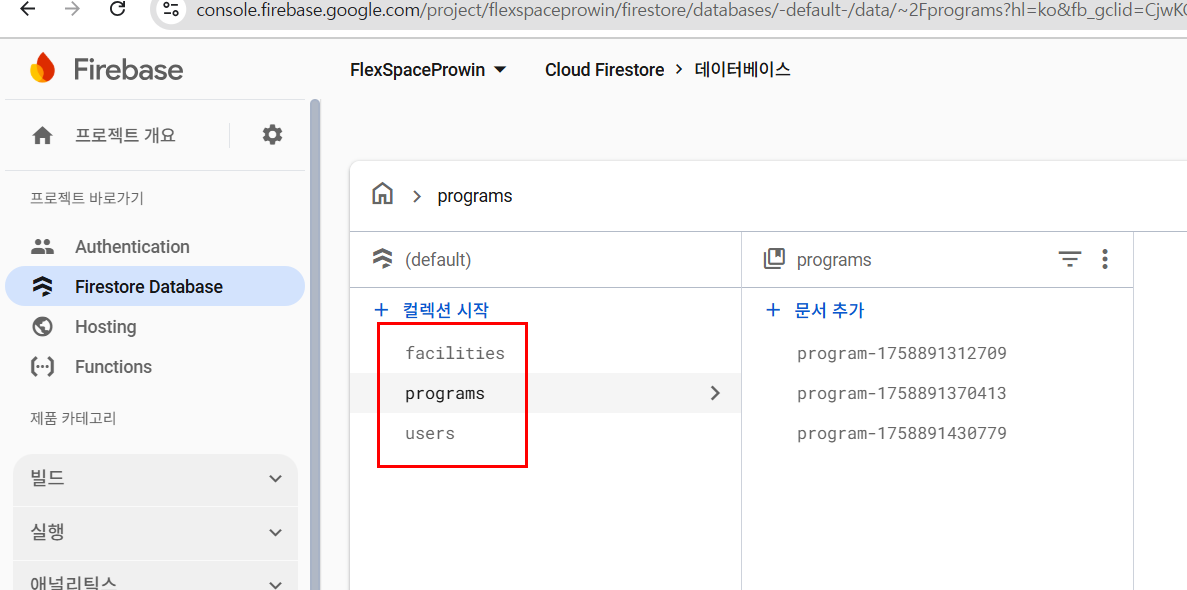 console.firebase.google.com/project/flexspaceprowin/firestore/databases/-default-/data/~2Fprograms?hl=ko&fb_gclid=CjwKC
Firebase
FlexSpaceProwin
Cloud Firestore > 데이터베이스
프로젝트 개요
프로젝트 바로가기
Authentication
Firestore Database
Hosting
Functions
제품 카테고리
빌드
실행
애널리틱스
programs
(default)
컬렉션 시작
facilities
programs
users
programs
문서 추가
program-1758891312709
program-1758891370413
program-1758891430779